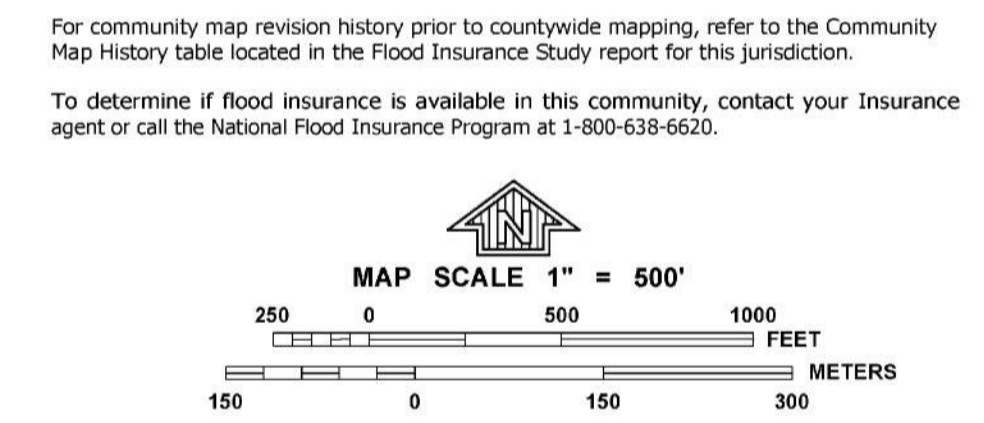 For community map revision history prior to countywide mapping, refer to the Community
Map History table located in the Flood Insurance Study report for this jurisdiction.
To determine if flood insurance is available in this community, contact your Insurance
agent or call the National Flood Insurance Program at 1-800-638-6620.
N
MAP SCALE 1" = 500'
250 0 500 1000
FEET
METERS
150 0 150 300